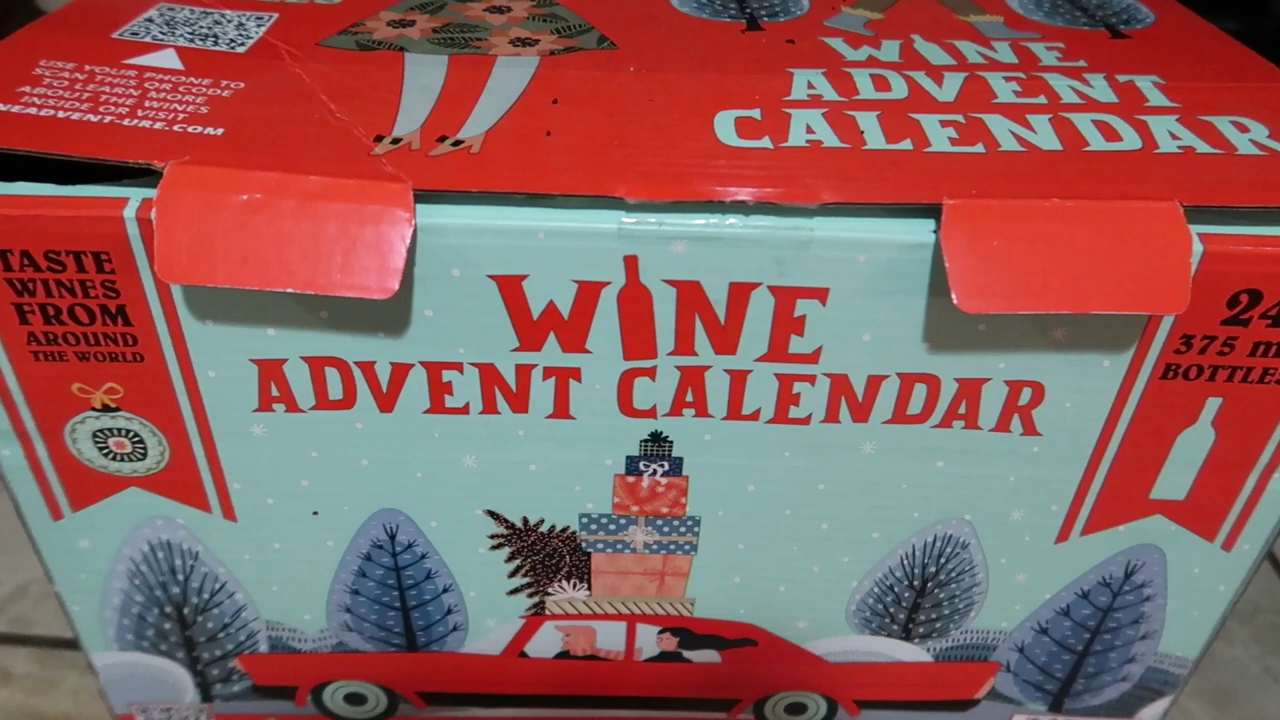 USE YOUR PHONE TO
SCAN THIS QR CODE
TO LEARN MORE
ABOUT THE WINES
INSIDE OR VISIT
NEADVENT-URE.COM
WINE
ADVENT
CALENDAR
TASTE
WINES
FROM
AROUND
THE WORLD
WINE
ADVENT CALENDAR
24
375 m
BOTTLES